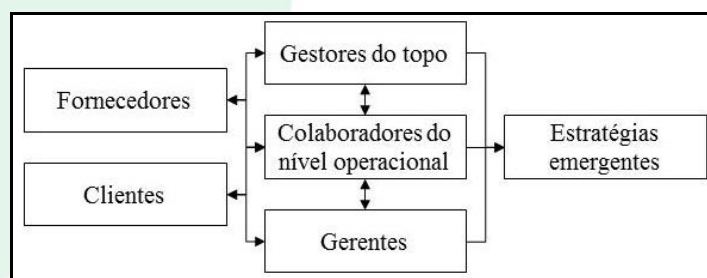 Fornecedores
Clientes
Gestores do topo
Colaboradores do
nível operacional
Gerentes
Estratégias
emergentes